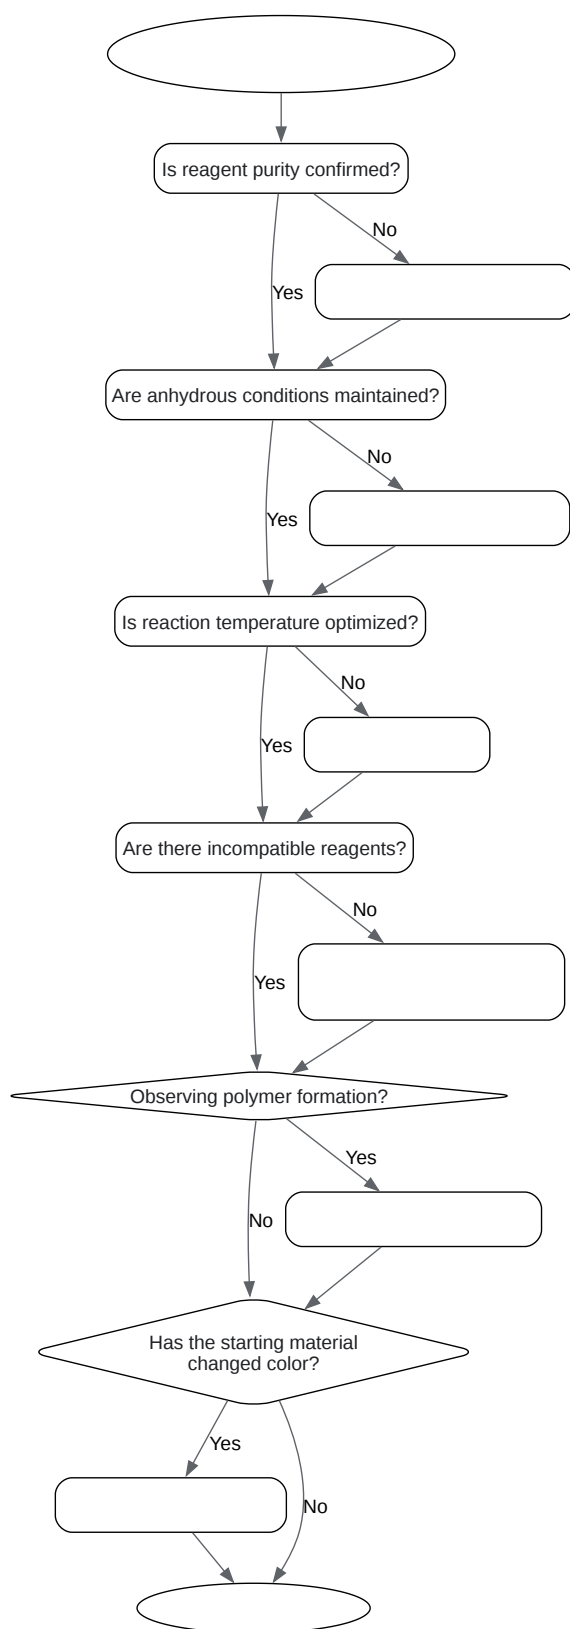 Is reagent purity confirmed?
No
Yes
Are anhydrous conditions maintained?
No
Yes
Is reaction temperature optimized?
No
Yes
Are there incompatible reagents?
No
Yes
Observing polymer formation?
Yes
No
Has the starting material
changed color?
Yes
No